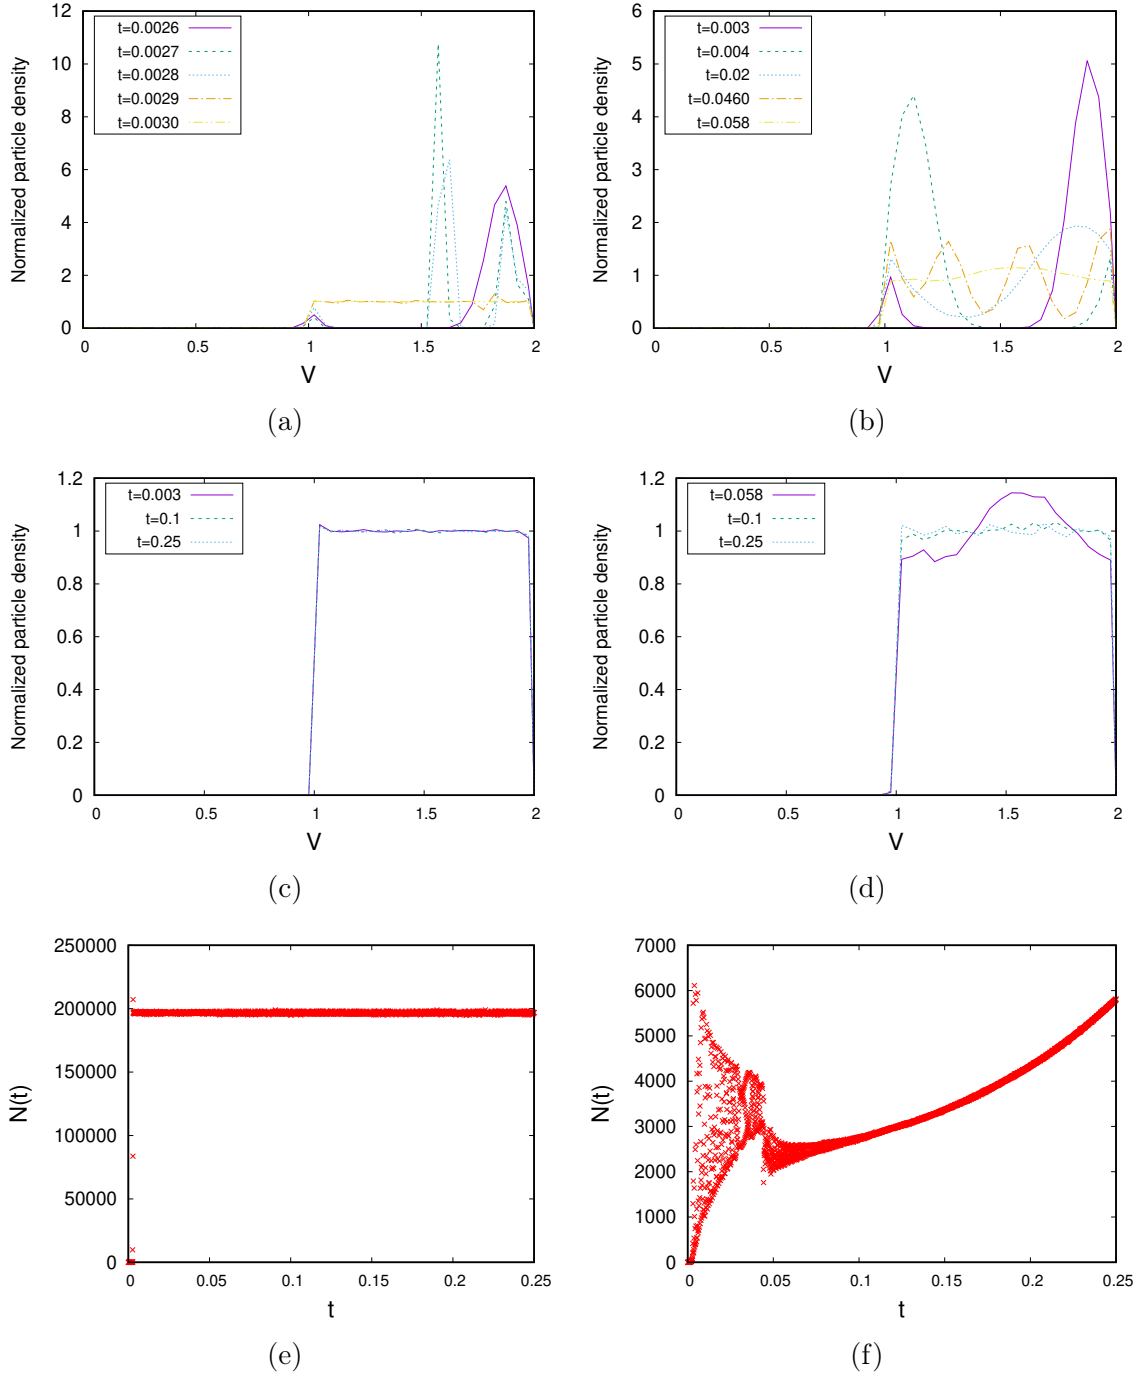 Normalized particle density
12
10
8
6
4
2
0
t=0.0026
t=0.0027
t=0.0028
t=0.0029
t=0.0030
0 0.5 1 1.5 2
V
(a)
Normalized particle density
6
5
4
3
2
1
0
t=0.003
t=0.004
t=0.02
t=0.0460
t=0.058
0 0.5 1 1.5 2
V
(b)
Normalized particle density
1.2
1
0.8
0.6
0.4
0.2
0
t=0.003
t=0.1
t=0.25
0 0.5 1 1.5 2
V
(c)
Normalized particle density
1.2
1
0.8
0.6
0.4
0.2
0
t=0.058
t=0.1
t=0.25
0 0.5 1 1.5 2
V
(d)
N(t)
250000
200000
150000
100000
50000
0
0 0.05 0.1 0.15 0.2 0.25
t
(e)
N(t)
7000
6000
5000
4000
3000
2000
1000
0
0 0.05 0.1 0.15 0.2 0.25
t
(f)